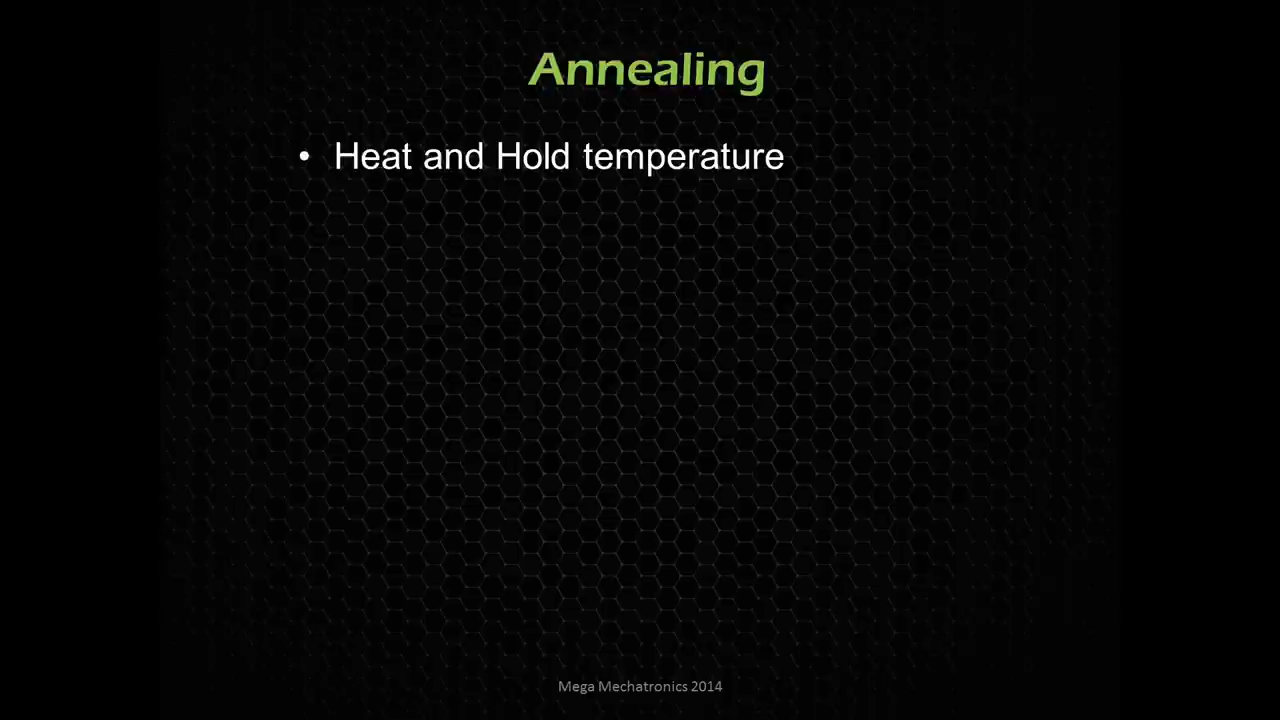 Annealing
• Heat and Hold temperature
Mega Mechatronics 2014